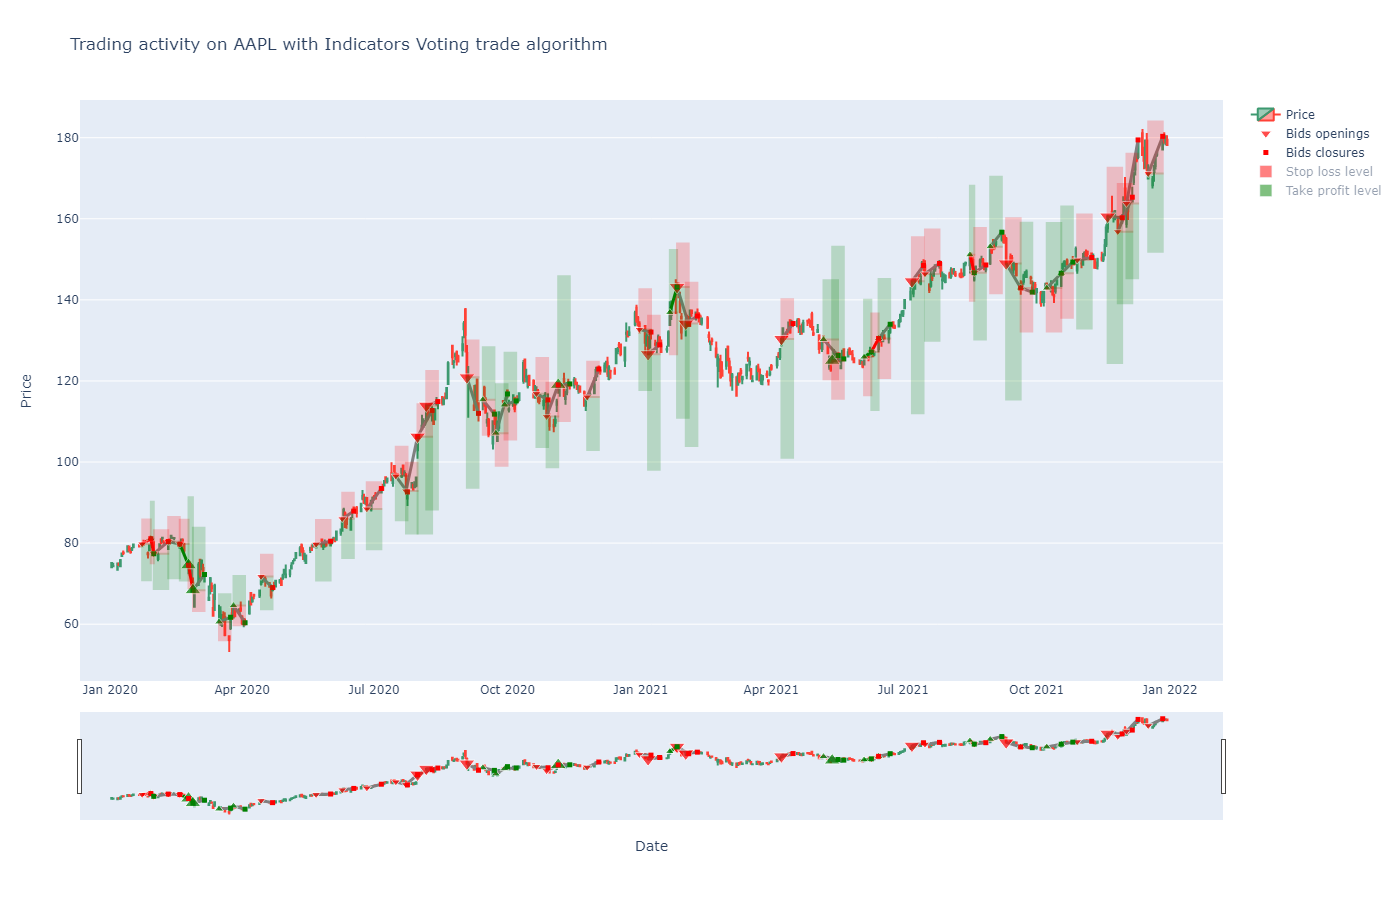 Trading activity on AAPL with Indicators Voting trade algorithm
Price
Bids openings
Bids closures
Stop loss level
Take profit level
Price
180
160
140
120
100
80
60
Jan 2020
Apr 2020
Jul 2020
Oct 2020
Jan 2021
Apr 2021
Jul 2021
Oct 2021
Jan 2022
Date